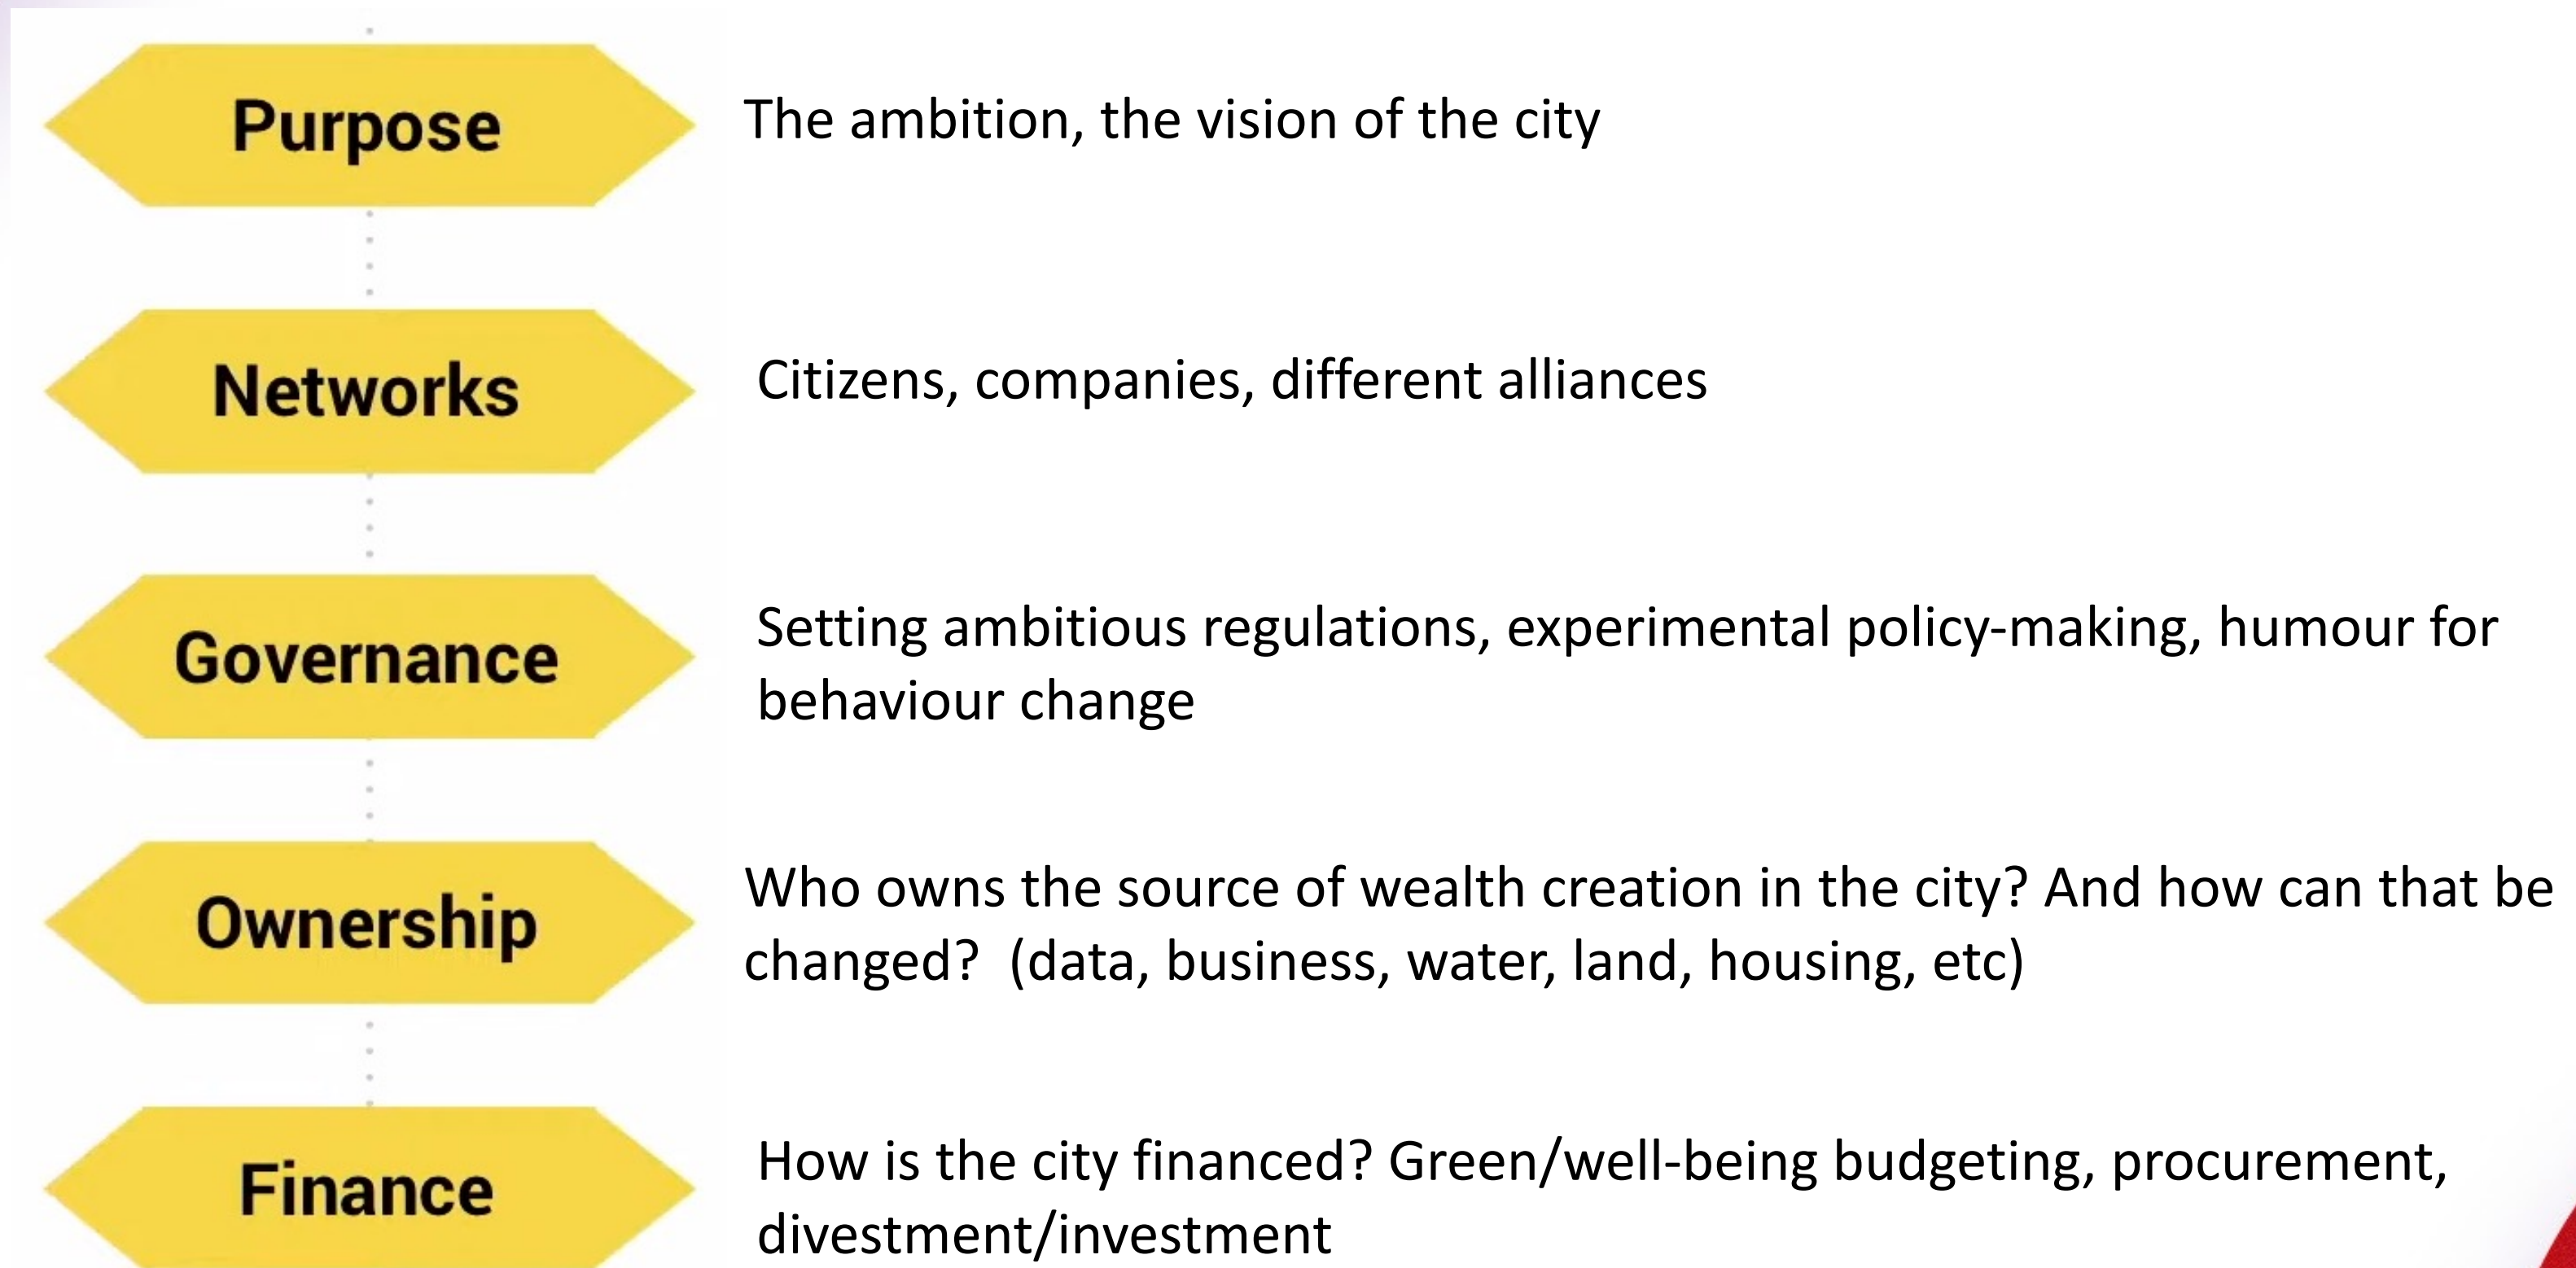 Purpose
The ambition, the vision of the city
Networks
Citizens, companies, different alliances
Governance
Setting ambitious regulations, experimental policy-making, humour for
behaviour change
Ownership
Who owns the source of wealth creation in the city? And how can that be
changed?  (data, business, water, land, housing, etc)
Finance
How is the city financed? Green/well-being budgeting, procurement,
divestment/investment